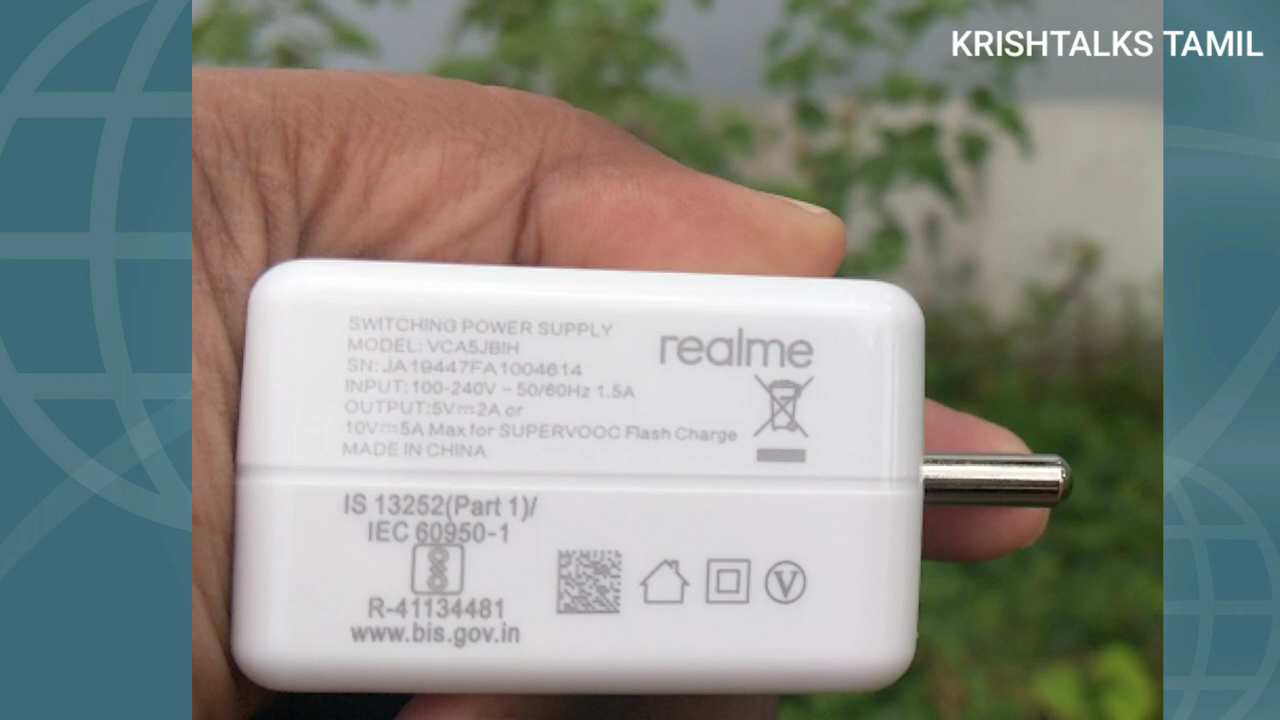 KRISHTALKS TAMIL
SWITCHING POWER SUPPLY
MODEL: VCA5JBIH
SN: JA19447FA1004614
INPUT:100-240V ~ 50/60Hz 1.5A
OUTPUT:5V⎓2A or
10V⎓5A Max for SUPERVOOC Flash Charge
MADE IN CHINA
realme
IS 13252(Part 1)/
IEC 60950-1
R-41134481
www.bis.gov.in
V